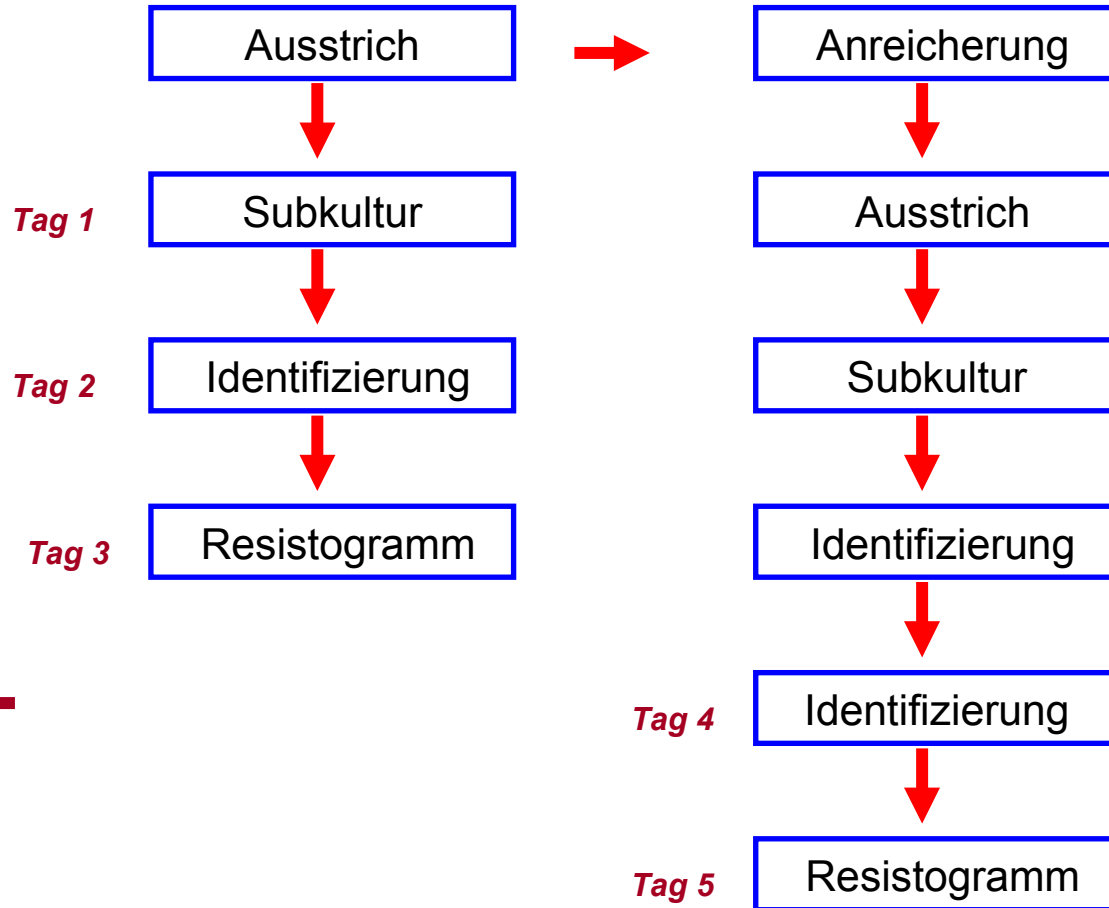 Ausstrich
Anreicherung
Tag 1
Subkultur
Ausstrich
Tag 2
Identifizierung
Subkultur
Tag 3
Resistogramm
Identifizierung
Tag 4
Identifizierung
Tag 5
Resistogramm